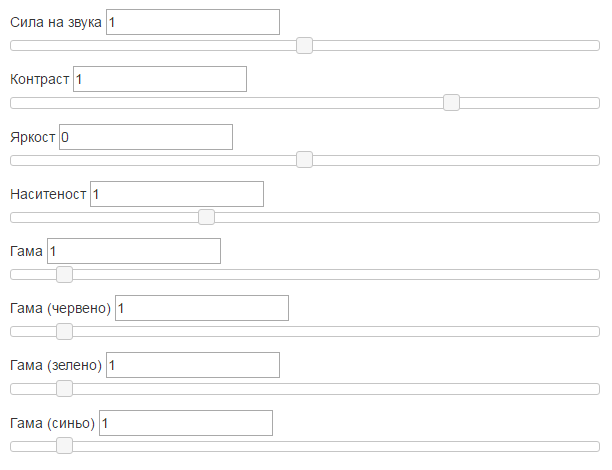 Сила на звука 1
Контраст 1
Яркост 0
Наситеност 1
Гама 1
Гама (червено) 1
Гама (зелено) 1
Гама (синьо) 1